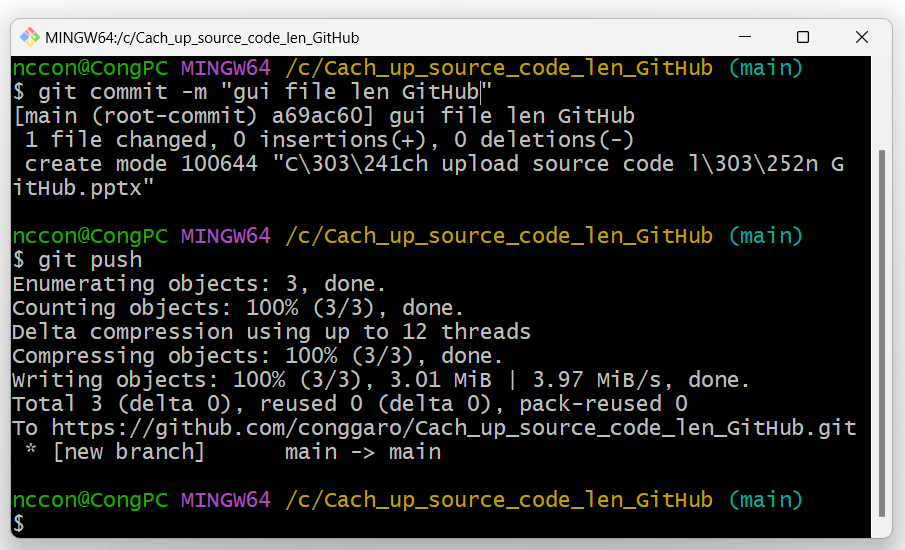 MINGW64:/c/Cach_up_source_code_len_GitHub
nccon@CongPC MINGW64 /c/Cach_up_source_code_len_GitHub (main)
$ git commit -m "gui file len GitHub"
[main (root-commit) a69ac60] gui file len GitHub
 1 file changed, 0 insertions(+), 0 deletions(-)
 create mode 100644 "C\303\241ch upload source code l\303\252n G
itHub.pptx"
nccon@CongPC MINGW64 /c/Cach_up_source_code_len_GitHub (main)
$ git push
Enumerating objects: 3, done.
Counting objects: 100% (3/3), done.
Delta compression using up to 12 threads
Compressing objects: 100% (3/3), done.
Writing objects: 100% (3/3), 3.01 MiB | 3.97 MiB/s, done.
Total 3 (delta 0), reused 0 (delta 0), pack-reused 0
To https://github.com/conggaro/Cach_up_source_code_len_GitHub.git
 * [new branch]      main -> main
nccon@CongPC MINGW64 /c/Cach_up_source_code_len_GitHub (main)
$